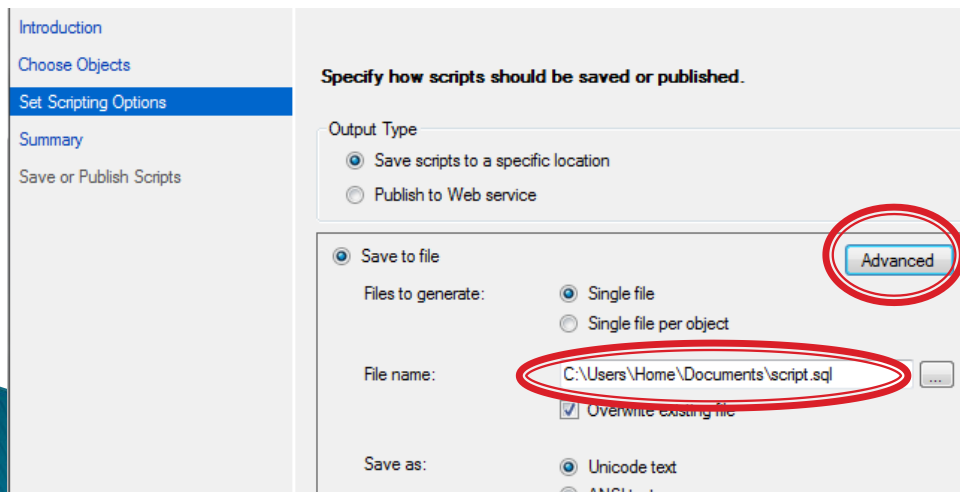 Introduction
Choose Objects
Set Scripting Options
Summary
Save or Publish Scripts
Specify how scripts should be saved or published.
Output Type
Save scripts to a specific location
Publish to Web service
Save to file
Advanced
Files to generate:
Single file
Single file per object
File name:
C:\Users\Home\Documents\script.sql
...
Overwrite existing file
Save as:
Unicode text
ANSI text